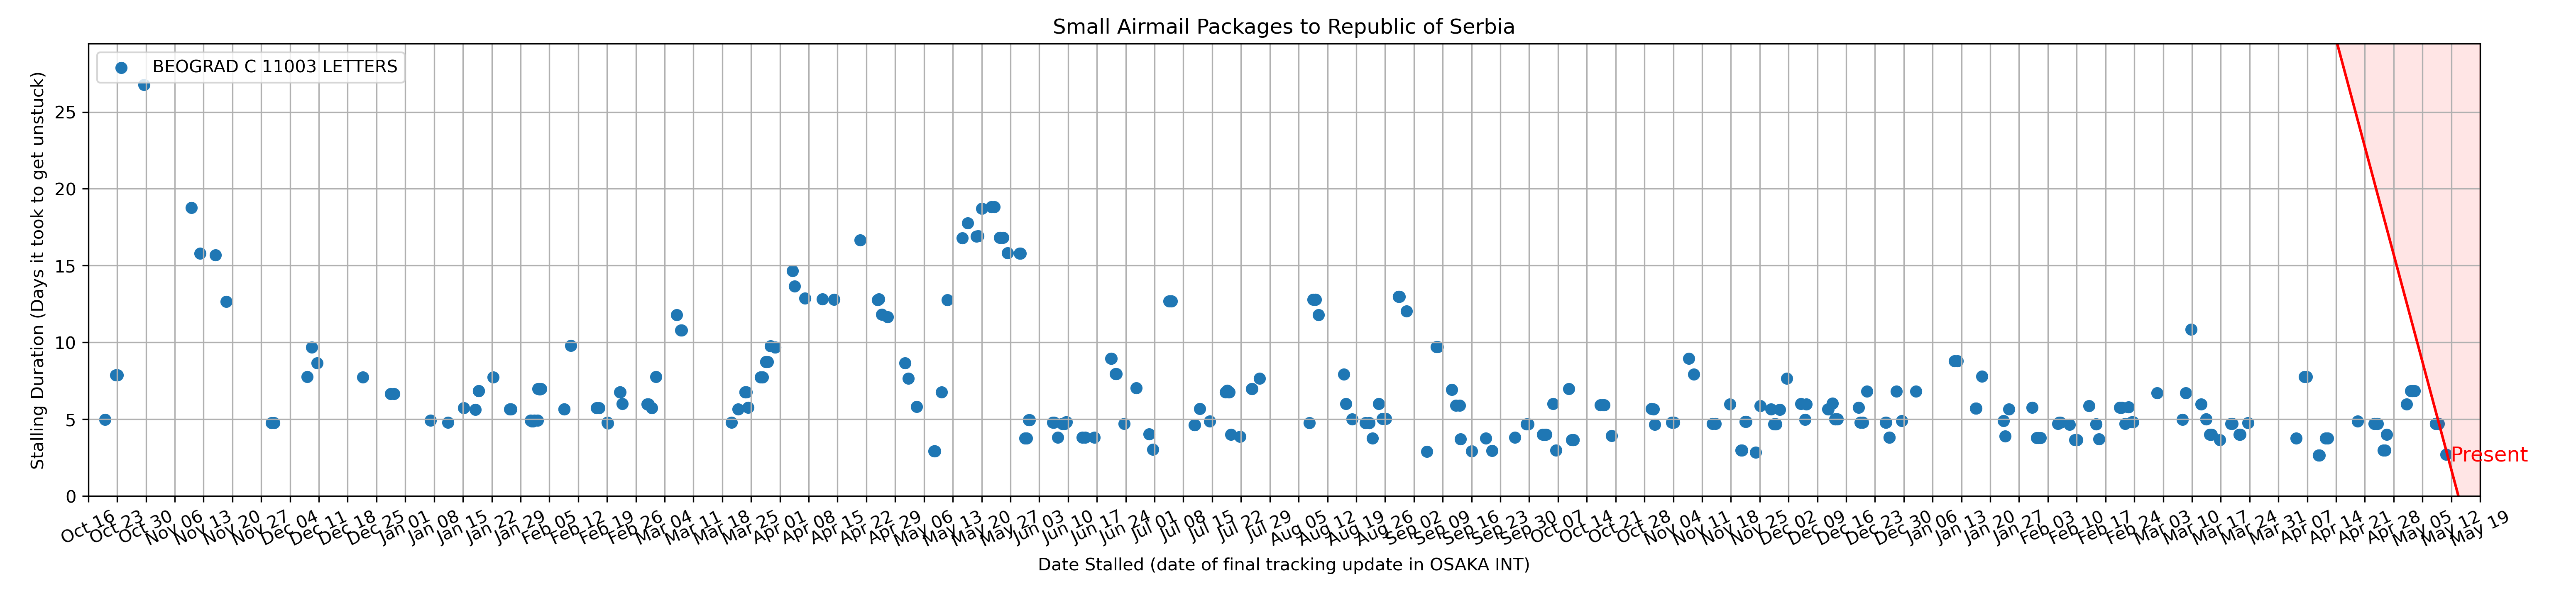 Small Airmail Packages to Republic of Serbia
BEOGRAD C 11003 LETTERS
Stalling Duration (Days it took to get unstuck)
25
20
15
10
5
0
Present
Oct 16
Oct 23
Oct 30
Nov 06
Nov 13
Nov 20
Nov 27
Dec 04
Dec 11
Dec 18
Dec 25
Jan 01
Jan 08
Jan 15
Jan 22
Jan 29
Feb 05
Feb 12
Feb 19
Feb 26
Mar 04
Mar 11
Mar 18
Mar 25
Apr 01
Apr 08
Apr 15
Apr 22
Apr 29
May 06
May 13
May 20
May 27
Jun 03
Jun 10
Jun 17
Jun 24
Jul 01
Jul 08
Jul 15
Jul 22
Jul 29
Aug 05
Aug 12
Aug 19
Aug 26
Sep 02
Sep 09
Sep 16
Sep 23
Sep 30
Oct 07
Oct 14
Oct 21
Oct 28
Nov 04
Nov 11
Nov 18
Nov 25
Dec 02
Dec 09
Dec 16
Dec 23
Dec 30
Jan 06
Jan 13
Jan 20
Jan 27
Feb 03
Feb 10
Feb 17
Feb 24
Mar 03
Mar 10
Mar 17
Mar 24
Mar 31
Apr 07
Apr 14
Apr 21
Apr 28
May 05
May 12
May 19
Date Stalled (date of final tracking update in OSAKA INT)